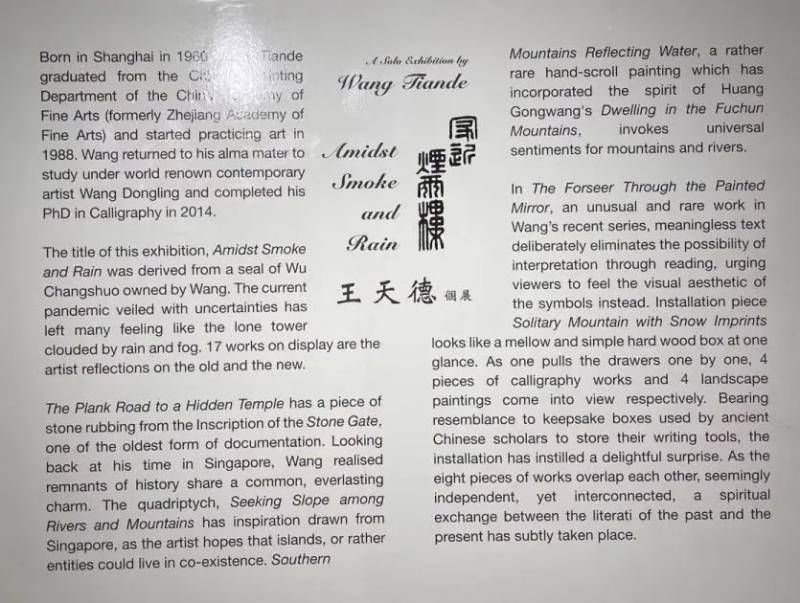 Born in Shanghai in 1960 Tiande
graduated from the
Department of the of
Fine Arts (formerly Zhejiang Academy of
Fine Arts) and started practicing art in
1988. Wang returned to his alma mater to
study under world renown contemporary
artist Wang Dongling and completed his
PhD in Calligraphy in 2014.
The title of this exhibition, Amidst Smoke
and Rain was derived from a seal of Wu
Changshuo owned by Wang. The current
pandemic veiled with uncertainties has
left many feeling like the lone tower
clouded by rain and fog. 17 works on display are the
artist reflections on the old and the new.
The Plank Road to a Hidden Temple has a piece of
stone rubbing from the Inscription of the Stone Gate,
one of the oldest form of documentation. Looking
back at his time in Singapore, Wang realised
remnants of history share a common, everlasting
charm. The quadriptych, Seeking Slope among
Rivers and Mountains has inspiration drawn from
Singapore, as the artist hopes that islands, or rather
entities could live in co-existence. Southern
A Solo Exhibition by
Wang Tiande
Amidst
Smoke
and
Rain
家近
煙雨樓
王天德 個展
Mountains Reflecting Water, a rather
rare hand-scroll painting which has
incorporated the spirit of Huang
Gongwang's Dwelling in the Fuchun
Mountains, invokes universal
sentiments for mountains and rivers.
In The Forseer Through the Painted
Mirror, an unusual and rare work in
Wang's recent series, meaningless text
deliberately eliminates the possibility of
interpretation through reading, urging
viewers to feel the visual aesthetic of
the symbols instead. Installation piece
Solitary Mountain with Snow Imprints
looks like a mellow and simple hard wood box at one
glance. As one pulls the drawers one by one, 4
pieces of calligraphy works and 4 landscape
paintings come into view respectively. Bearing
resemblance to keepsake boxes used by ancient
Chinese scholars to store their writing tools, the
installation has instilled a delightful surprise. As the
eight pieces of works overlap each other, seemingly
independent, yet interconnected, a spiritual
exchange between the literati of the past and the
present has subtly taken place.